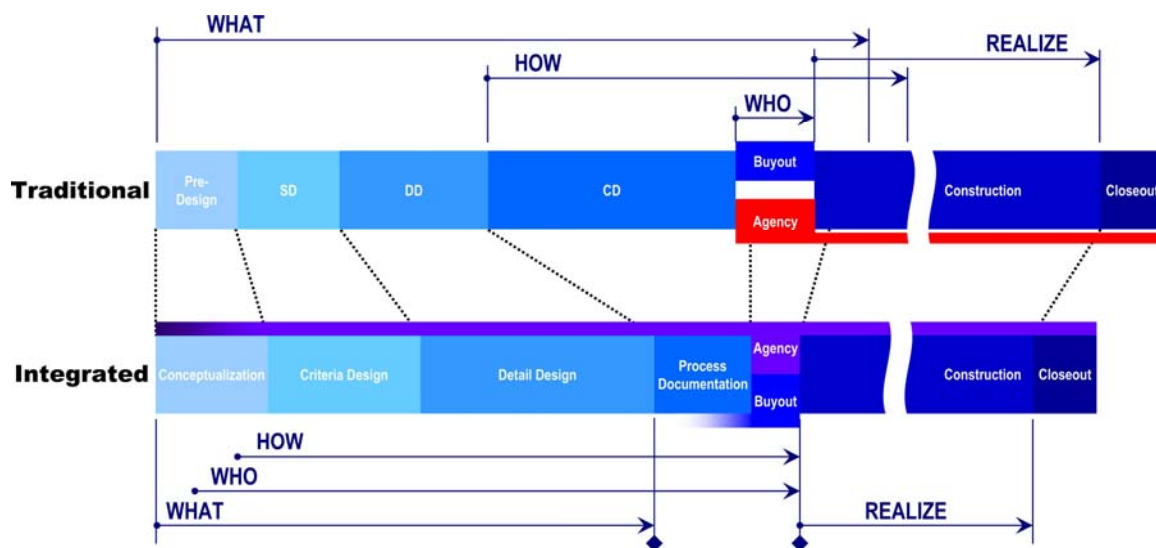 WHAT
REALIZE
HOW
WHO
Traditional
Pre-
Design
SD
DD
CD
Buyout
Agency
Construction
Closeout
Integrated
Conceptualization
Criteria Design
Detail Design
Process
Documentation
Agency
Buyout
Construction
Closeout
HOW
WHO
WHAT
REALIZE